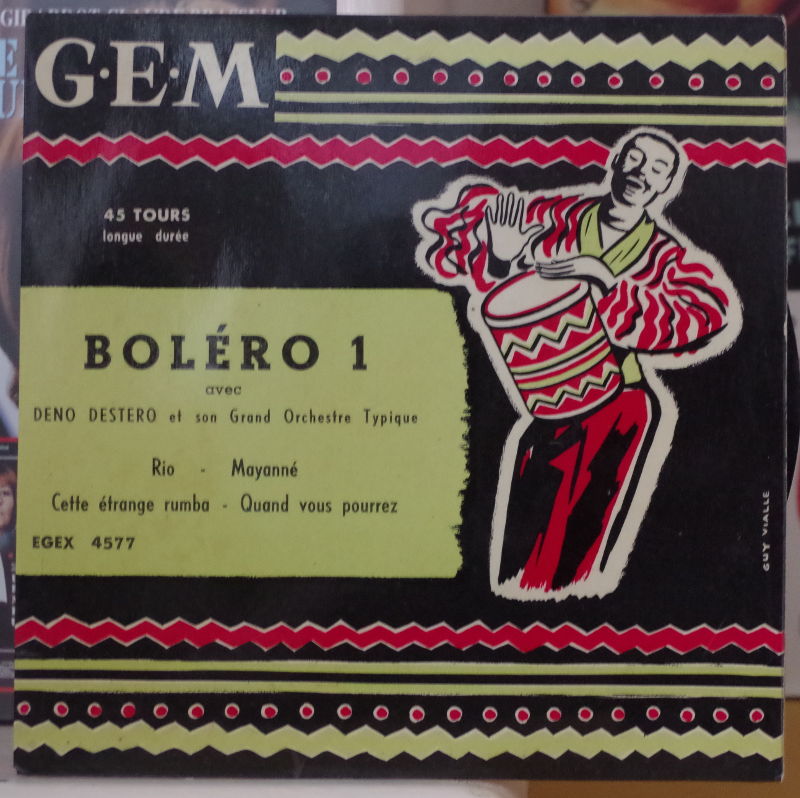 G·E·M
45 TOURS
longue durée
BOLÉRO 1
avec
DENO DESTERO et son Grand Orchestre Typique
Rio - Mayanné
Cette étrange rumba - Quand vous pourrez
EGEX 4577
GUY VIALLE